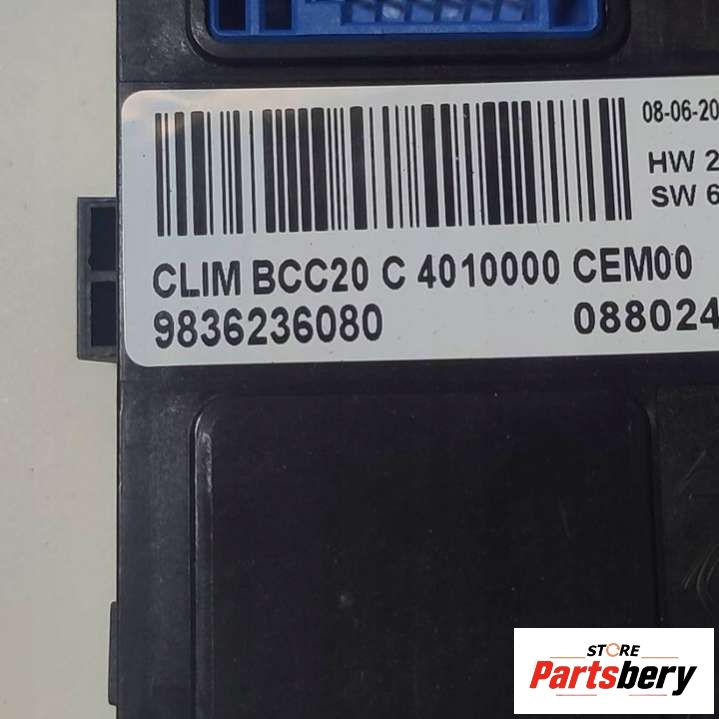 08-06-20
HW 2
SW 6
CLIM BCC20 C 4010000 CEM00
9836236080 088024
STORE
Partsbery